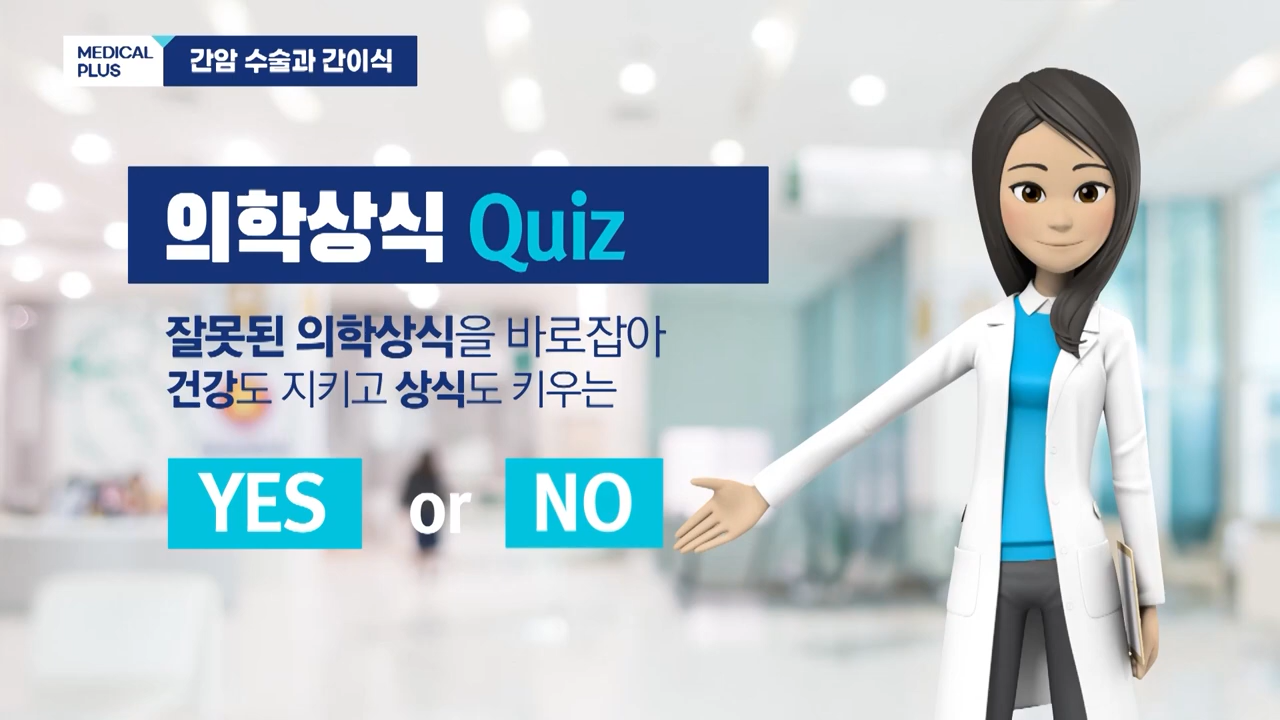 MEDICAL
PLUS
간암 수술과 간이식
의학상식 Quiz
잘못된 의학상식을 바로잡아
건강도 지키고 상식도 키우는
YES or NO